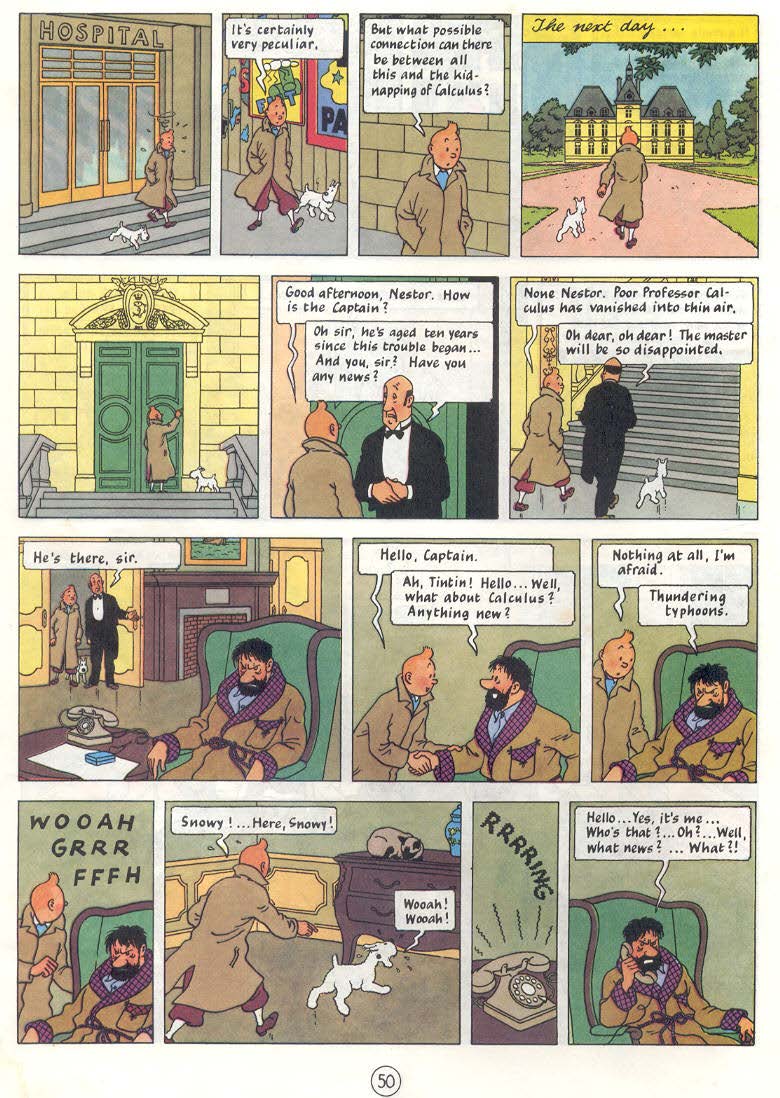 HOSPITAL
It's certainly
very peculiar.
PA
But what possible
connection can there
be between all
this and the kid-
napping of Calculus?
The next day ...
Good afternoon, Nestor. How
is the Captain?
Oh sir, he's aged ten years
since this trouble began...
And you, sir? Have you
any news?
None Nestor. Poor Professor Cal-
culus has vanished into thin air.
Oh dear, oh dear! The master
will be so disappointed.
He's there, sir.
Hello, Captain.
Ah, Tintin! Hello... Well,
what about Calculus?
Anything new?
Nothing at all, I'm
afraid.
Thundering
typhoons.
WOOAH
GRRR
FFFH
Snowy! ...Here, Snowy!
Wooah!
Wooah!
RRRRING
Hello...Yes, it's me...
Who's that?...Oh?...Well,
what news? ... What?!
50